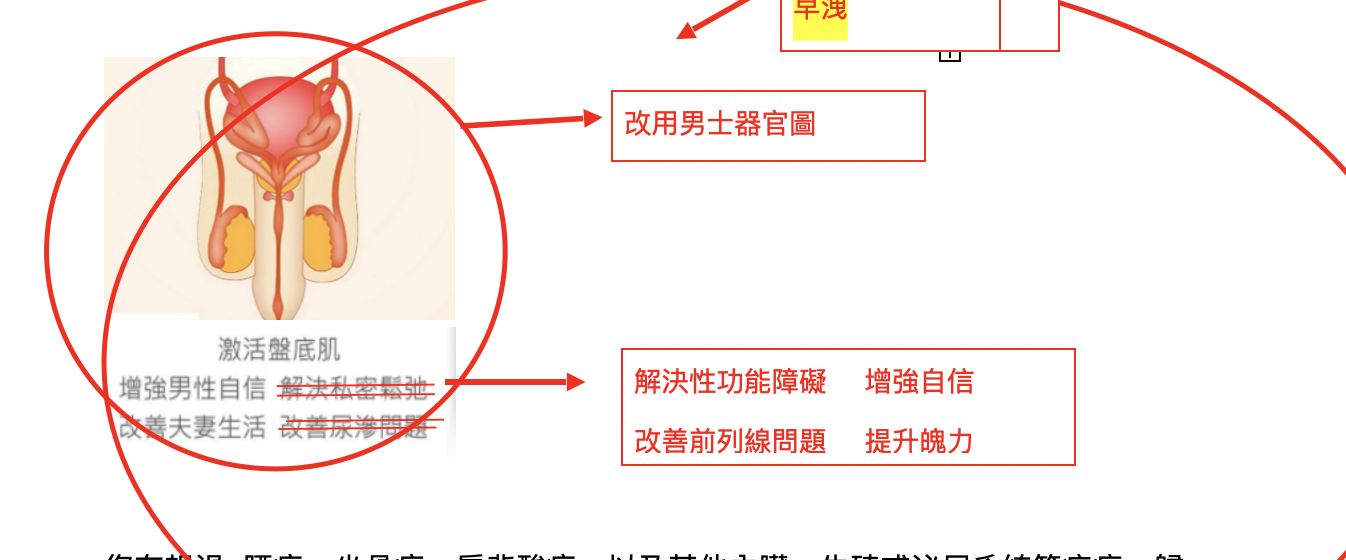 早洩
改用男士器官圖
激活盤底肌
增強男性自信 解決私密鬆弛
改善夫妻生活 改善尿滲問題
解決性功能障礙 增強自信
改善前列線問題 提升魄力